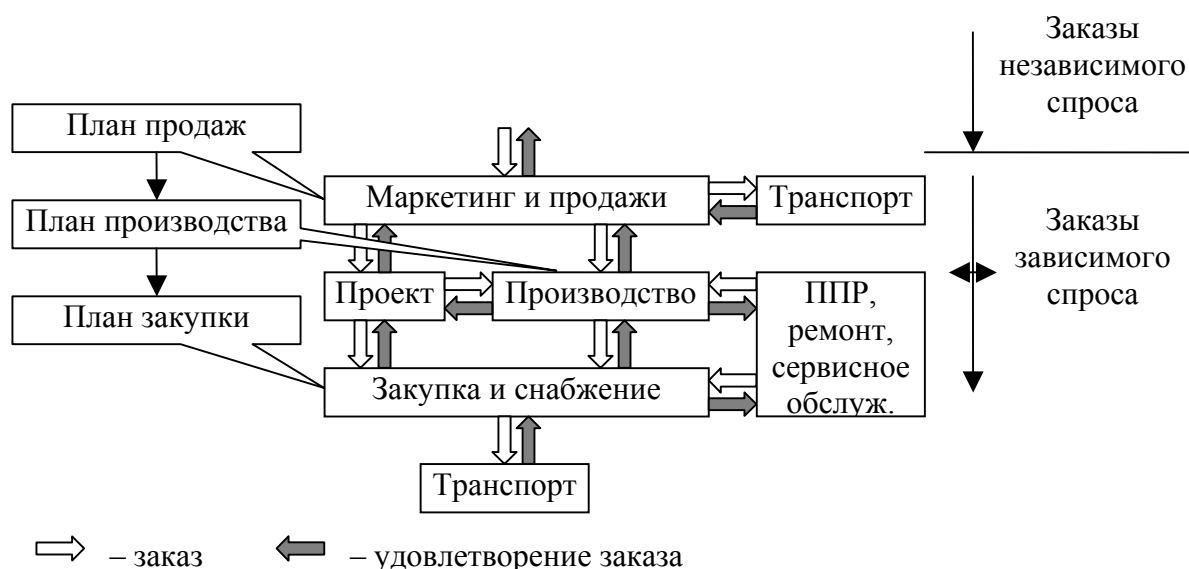 Заказы
независимого
спроса
План продаж
Маркетинг и продажи
Транспорт
План производства
Заказы
зависимого
спроса
Проект
Производство
ППР,
ремонт,
сервисное
обслуж.
План закупки
Закупка и снабжение
Транспорт
– заказ
– удовлетворение заказа